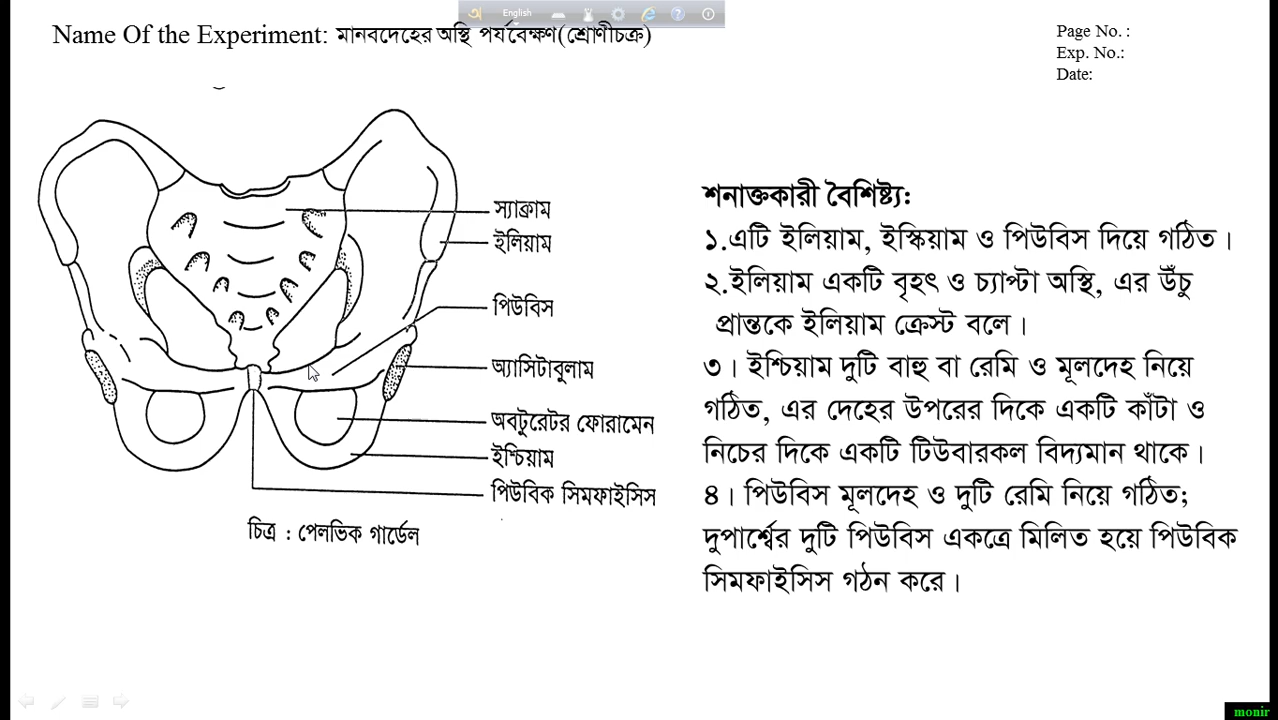 অ English
Name Of the Experiment: মানবদেহের অস্থি পর্যবেক্ষণ(শ্রোণীচক্র)
Page No. :
Exp. No.:
Date:
স্যাক্রাম
ইলিয়াম
পিউবিস
অ্যাসিটাবুলাম
অবটুরেটর ফোরামেন
ইশ্চিয়াম
পিউবিক সিমফাইসিস
চিত্র : পেলভিক গার্ডেল
শনাক্তকারী বৈশিষ্ট্য:
১.এটি ইলিয়াম, ইস্কিয়াম ও পিউবিস দিয়ে গঠিত।
২.ইলিয়াম একটি বৃহৎ ও চ্যাপ্টা অস্থি, এর উঁচু
প্রান্তকে ইলিয়াম ক্রেস্ট বলে।
৩। ইশ্চিয়াম দুটি বাহু বা রেমি ও মূলদেহ নিয়ে
গঠিত, এর দেহের উপরের দিকে একটি কাঁটা ও
নিচের দিকে একটি টিউবারকল বিদ্যমান থাকে।
৪। পিউবিস মূলদেহ ও দুটি রেমি নিয়ে গঠিত;
দুপার্শ্বের দুটি পিউবিস একত্রে মিলিত হয়ে পিউবিক
সিমফাইসিস গঠন করে।
monir